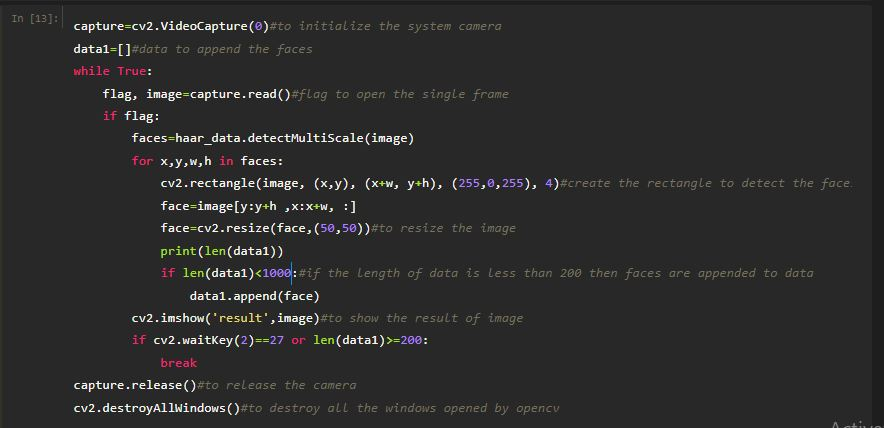 In [13]:
capture=cv2.VideoCapture(0)#to initialize the system camera
data1=[]#data to append the faces
while True:
    flag, image=capture.read()#flag to open the single frame
    if flag:
        faces=haar_data.detectMultiScale(image)
        for x,y,w,h in faces:
            cv2.rectangle(image, (x,y), (x+w, y+h), (255,0,255), 4)#create the rectangle to detect the face
            face=image[y:y+h ,x:x+w, :]
            face=cv2.resize(face,(50,50))#to resize the image
            print(len(data1))
            if len(data1)<1000:#if the length of data is less than 200 then faces are appended to data
                data1.append(face)
        cv2.imshow('result',image)#to show the result of image
        if cv2.waitKey(2)==27 or len(data1)>=200:
            break
capture.release()#to release the camera
cv2.destroyAllWindows()#to destroy all the windows opened by opencv